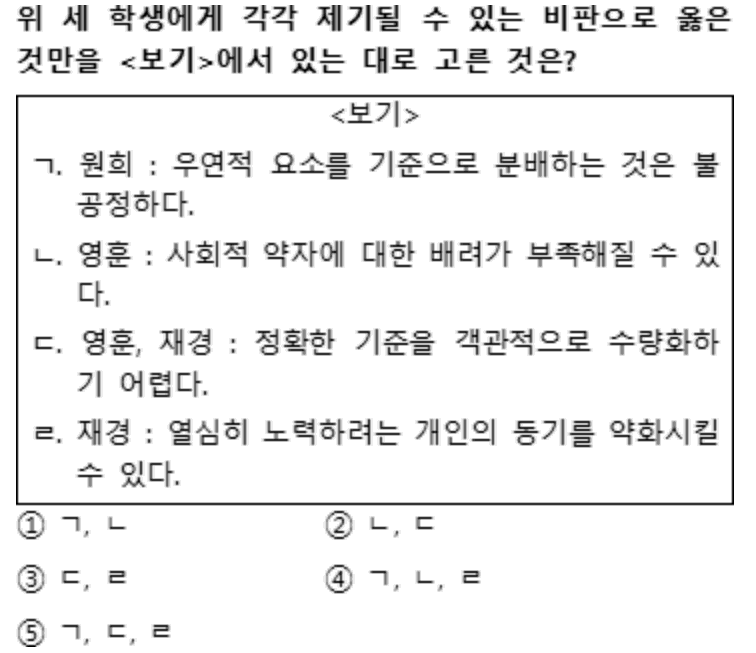 위 세 학생에게 각각 제기될 수 있는 비판으로 옳은
것만을 <보기>에서 있는 대로 고른 것은?
<보기>
ㄱ. 원희 : 우연적 요소를 기준으로 분배하는 것은 불
공정하다.
ㄴ. 영훈 : 사회적 약자에 대한 배려가 부족해질 수 있
다.
ㄷ. 영훈, 재경 : 정확한 기준을 객관적으로 수량화하
기 어렵다.
ㄹ. 재경 : 열심히 노력하려는 개인의 동기를 약화시킬
수 있다.
① ㄱ, ㄴ ② ㄴ, ㄷ
③ ㄷ, ㄹ ④ ㄱ, ㄴ, ㄹ
⑤ ㄱ, ㄷ, ㄹ